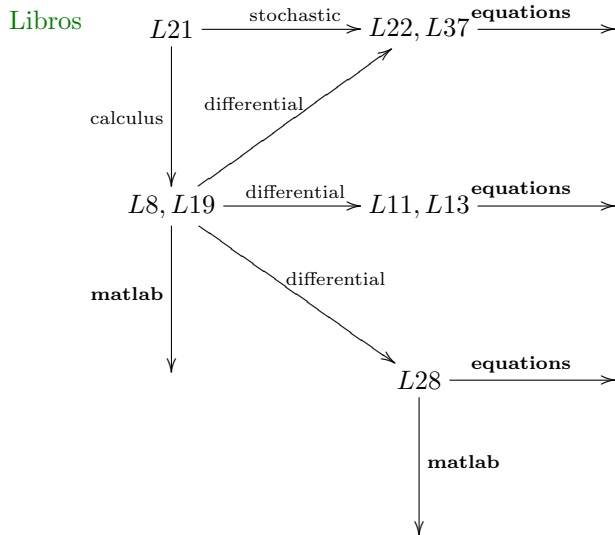 Libros
L21
stochastic
L22, L37
equations
calculus
differential
L8, L19
differential
L11, L13
equations
matlab
differential
L28
equations
matlab